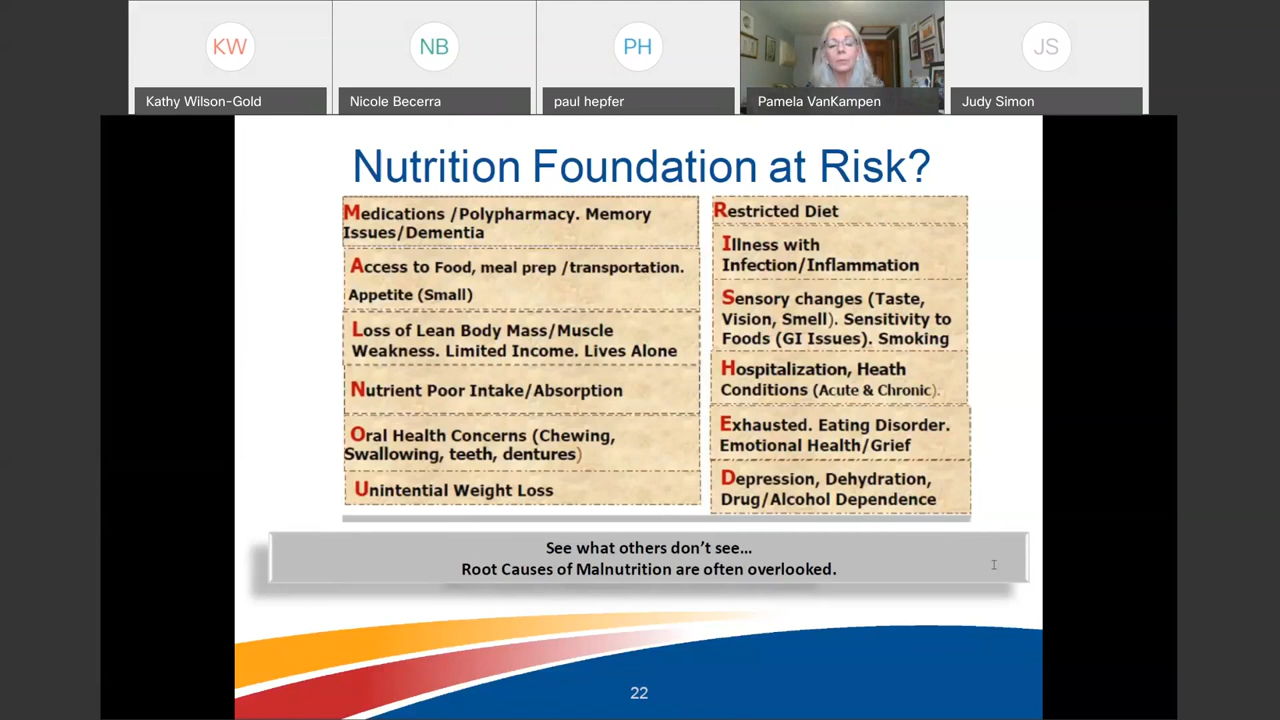 KW
NB
PH
JS
Kathy Wilson-Gold
Nicole Becerra
paul hepfer
Pamela VanKampen
Judy Simon
Nutrition Foundation at Risk?
Medications /Polypharmacy. Memory
Issues/Dementia
Access to Food, meal prep /transportation.
Appetite (Small)
Loss of Lean Body Mass/Muscle
Weakness. Limited Income. Lives Alone
Nutrient Poor Intake/Absorption
Oral Health Concerns (Chewing,
Swallowing, teeth, dentures)
Unintential Weight Loss
Restricted Diet
Illness with
Infection/Inflammation
Sensory changes (Taste,
Vision, Smell). Sensitivity to
Foods (GI Issues). Smoking
Hospitalization, Heath
Conditions (Acute & Chronic).
Exhausted. Eating Disorder.
Emotional Health/Grief
Depression, Dehydration,
Drug/Alcohol Dependence
See what others don't see...
Root Causes of Malnutrition are often overlooked.
22